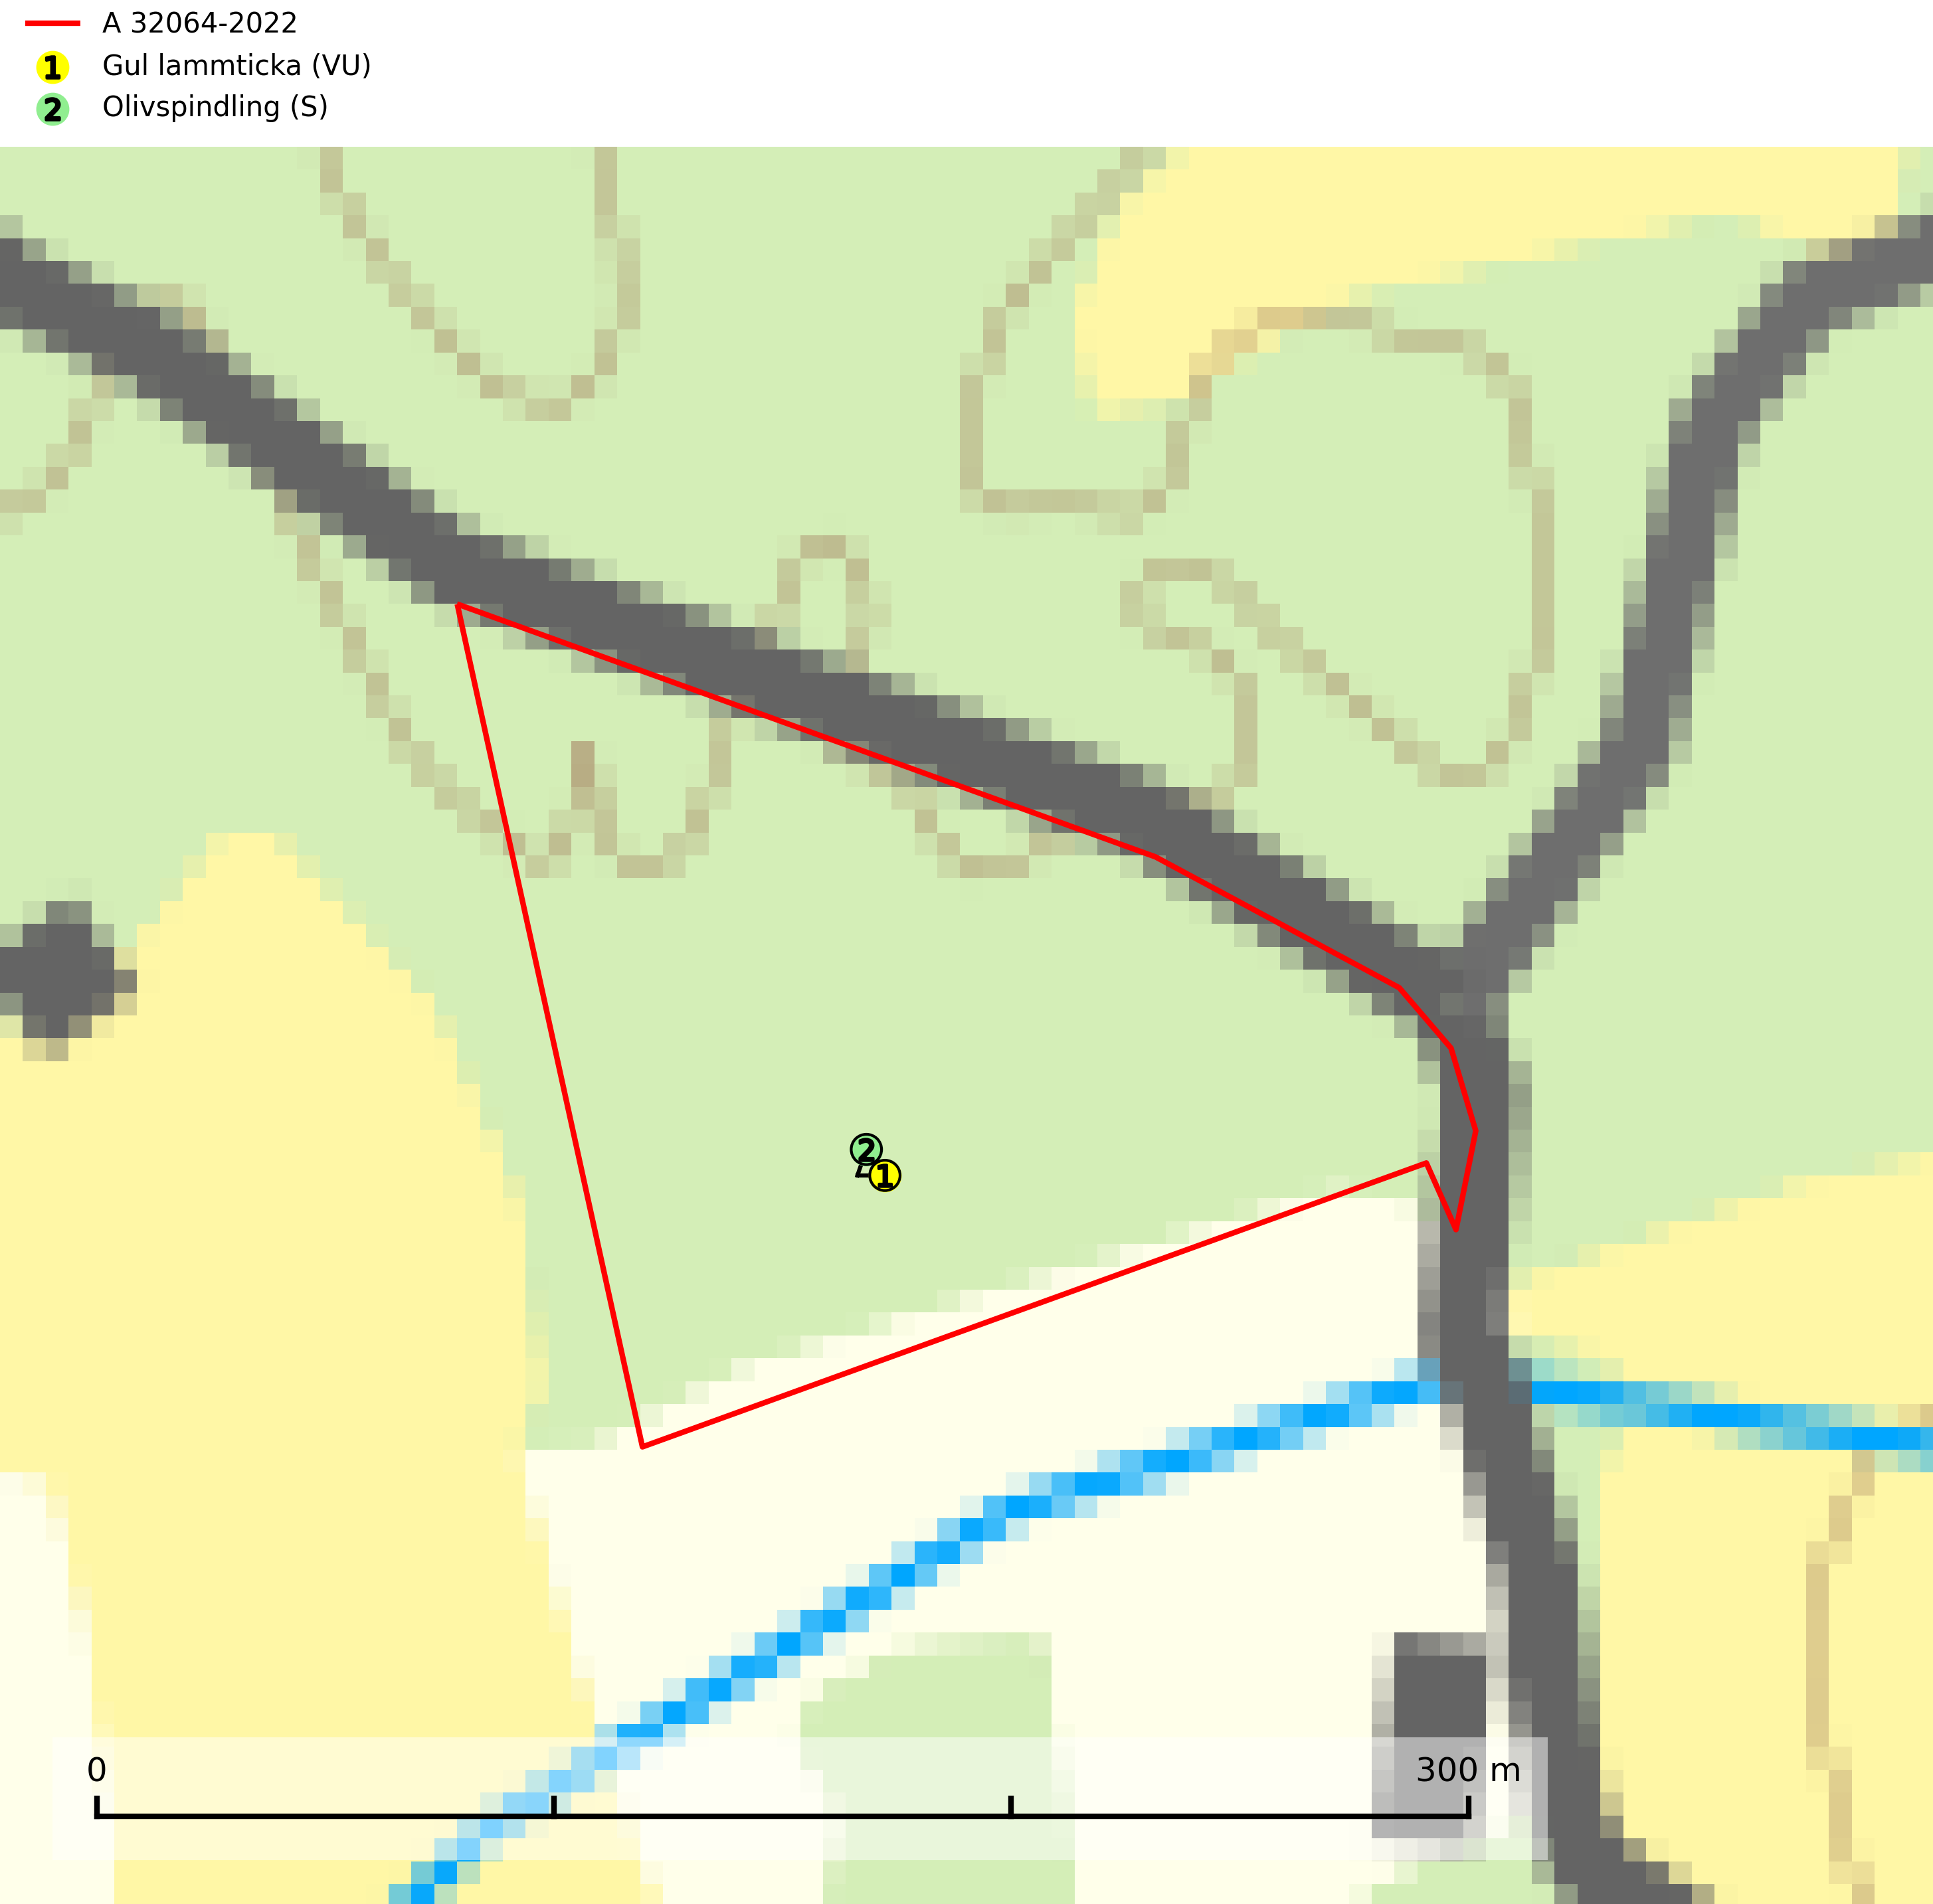 A 32064-2022
1 Gul lammticka (VU)
2 Olivspindling (S)
2
1
0 300 m